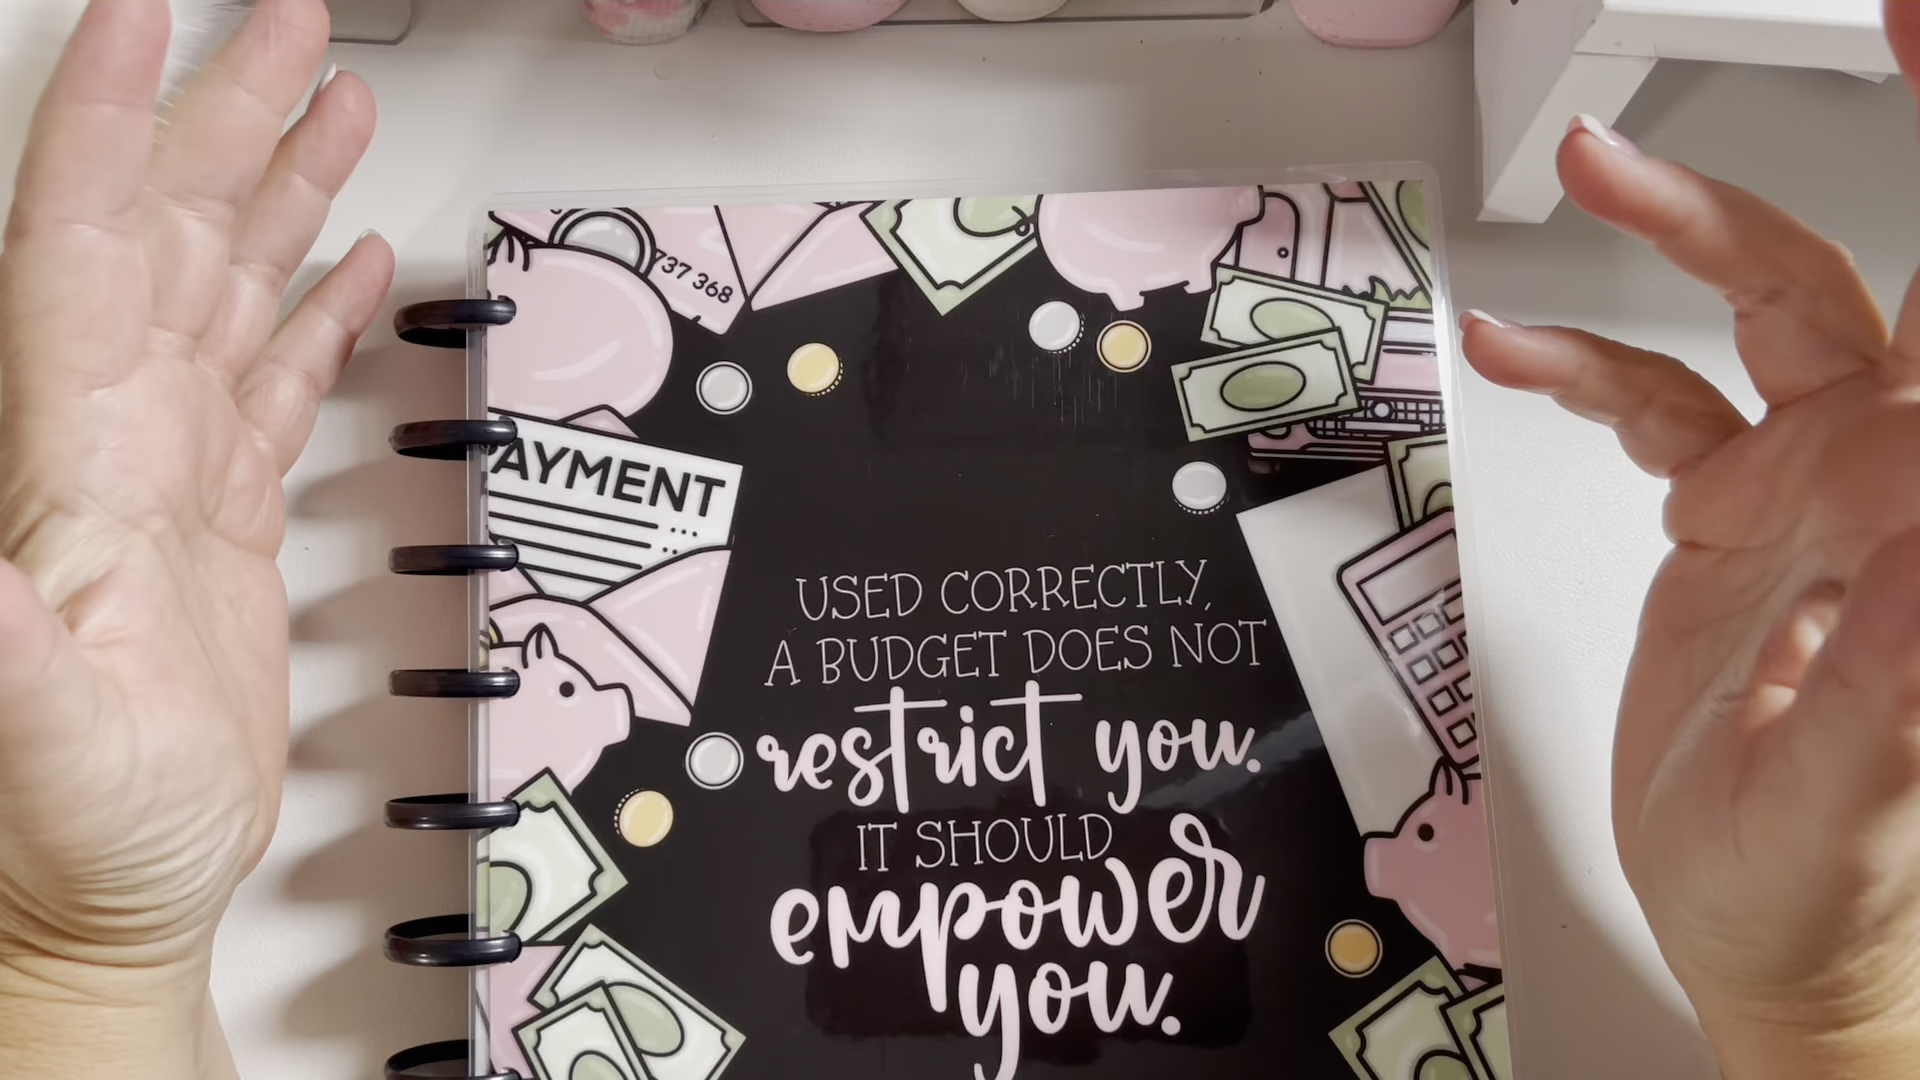 737 368
AYMENT
USED CORRECTLY,
A BUDGET DOES NOT
restrict you.
IT SHOULD
empower
you.